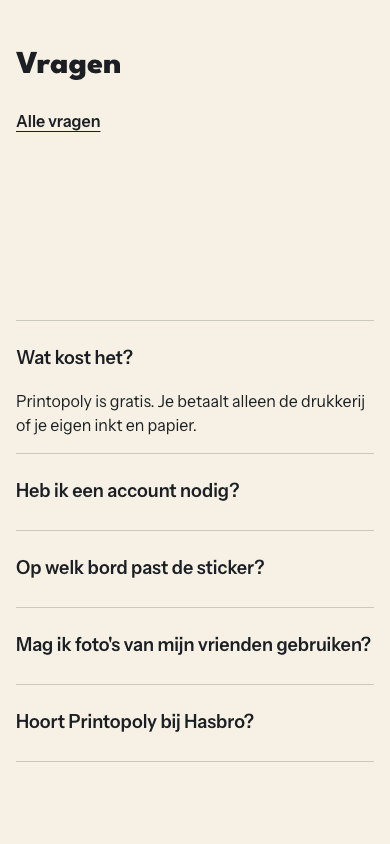 Vragen
Alle vragen
Wat kost het?
Printopoly is gratis. Je betaalt alleen de drukkerij
of je eigen inkt en papier.
Heb ik een account nodig?
Op welk bord past de sticker?
Mag ik foto's van mijn vrienden gebruiken?
Hoort Printopoly bij Hasbro?